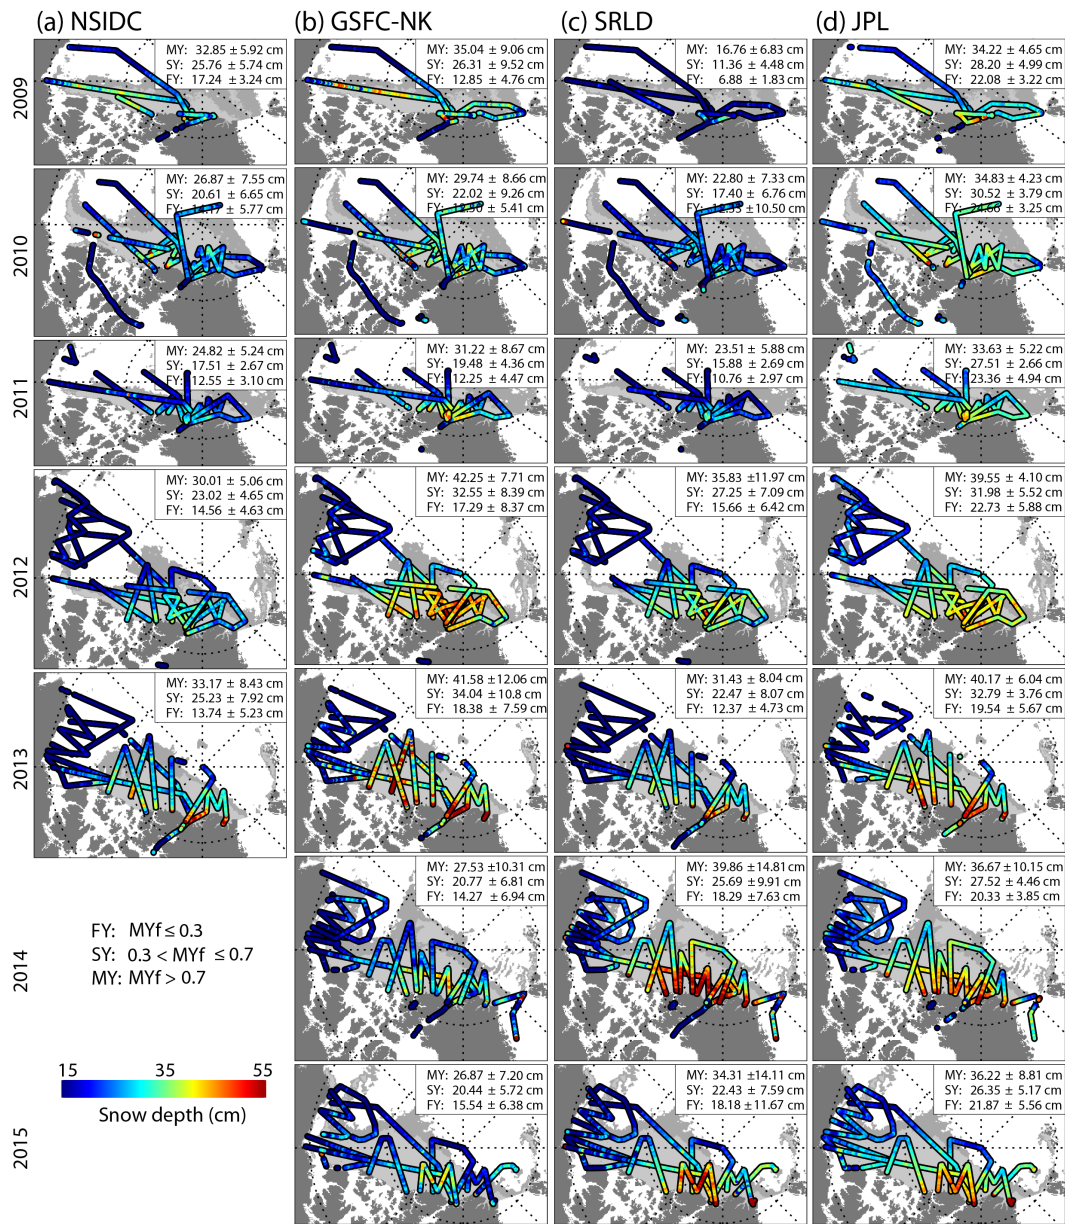 (a) NSIDC
(b) GSFC-NK
(c) SRLD
(d) JPL
2009
MY: 32.85 ± 5.92 cm
SY: 25.76 ± 5.74 cm
FY: 17.24 ± 3.24 cm
MY: 35.04 ± 9.06 cm
SY: 26.31 ± 9.52 cm
FY: 12.85 ± 4.76 cm
MY: 16.76 ± 6.83 cm
SY: 11.36 ± 4.48 cm
FY: 6.88 ± 1.83 cm
MY: 34.22 ± 4.65 cm
SY: 28.20 ± 4.99 cm
FY: 22.08 ± 3.22 cm
2010
MY: 26.87 ± 7.55 cm
SY: 20.61 ± 6.65 cm
FY: ± 5.77 cm
MY: 29.74 ± 8.66 cm
SY: 22.02 ± 9.26 cm
FY: ± 5.41 cm
MY: 22.80 ± 7.33 cm
SY: 17.40 ± 6.76 cm
FY: ±10.50 cm
MY: 34.83 ± 4.23 cm
SY: 30.52 ± 3.79 cm
FY: ± 3.25 cm
2011
MY: 24.82 ± 5.24 cm
SY: 17.51 ± 2.67 cm
FY: 12.55 ± 3.10 cm
MY: 31.22 ± 8.67 cm
SY: 19.48 ± 4.36 cm
FY: 12.25 ± 4.47 cm
MY: 23.51 ± 5.88 cm
SY: 15.88 ± 2.69 cm
FY: 10.76 ± 2.97 cm
MY: 33.63 ± 5.22 cm
SY: 27.51 ± 2.66 cm
FY: 23.36 ± 4.94 cm
2012
MY: 30.01 ± 5.06 cm
SY: 23.02 ± 4.65 cm
FY: 14.56 ± 4.63 cm
MY: 42.25 ± 7.71 cm
SY: 32.55 ± 8.39 cm
FY: 17.29 ± 8.37 cm
MY: 35.83 ±11.97 cm
SY: 27.25 ± 7.09 cm
FY: 15.66 ± 6.42 cm
MY: 39.55 ± 4.10 cm
SY: 31.98 ± 5.52 cm
FY: 22.73 ± 5.88 cm
2013
MY: 33.17 ± 8.43 cm
SY: 25.23 ± 7.92 cm
FY: 13.74 ± 5.23 cm
MY: 41.58 ±12.06 cm
SY: 34.04 ± 10.8 cm
FY: 18.38 ± 7.59 cm
MY: 31.43 ± 8.04 cm
SY: 22.47 ± 8.07 cm
FY: 12.37 ± 4.73 cm
MY: 40.17 ± 6.04 cm
SY: 32.79 ± 3.76 cm
FY: 19.54 ± 5.67 cm
2014
MY: 27.53 ±10.31 cm
SY: 20.77 ± 6.81 cm
FY: 14.27 ± 6.94 cm
MY: 39.86 ±14.81 cm
SY: 25.69 ± 9.91 cm
FY: 18.29 ±7.63 cm
MY: 36.67 ±10.15 cm
SY: 27.52 ± 4.46 cm
FY: 20.33 ± 3.85 cm
FY: MYf ≤ 0.3
SY: 0.3 < MYf ≤ 0.7
MY: MYf > 0.7
15 35 55
Snow depth (cm)
2015
MY: 26.87 ± 7.20 cm
SY: 20.44 ± 5.72 cm
FY: 15.54 ± 6.38 cm
MY: 34.31 ±14.11 cm
SY: 22.43 ± 7.59 cm
FY: 18.18 ±11.67 cm
MY: 36.22 ± 8.81 cm
SY: 26.35 ± 5.17 cm
FY: 21.87 ± 5.56 cm